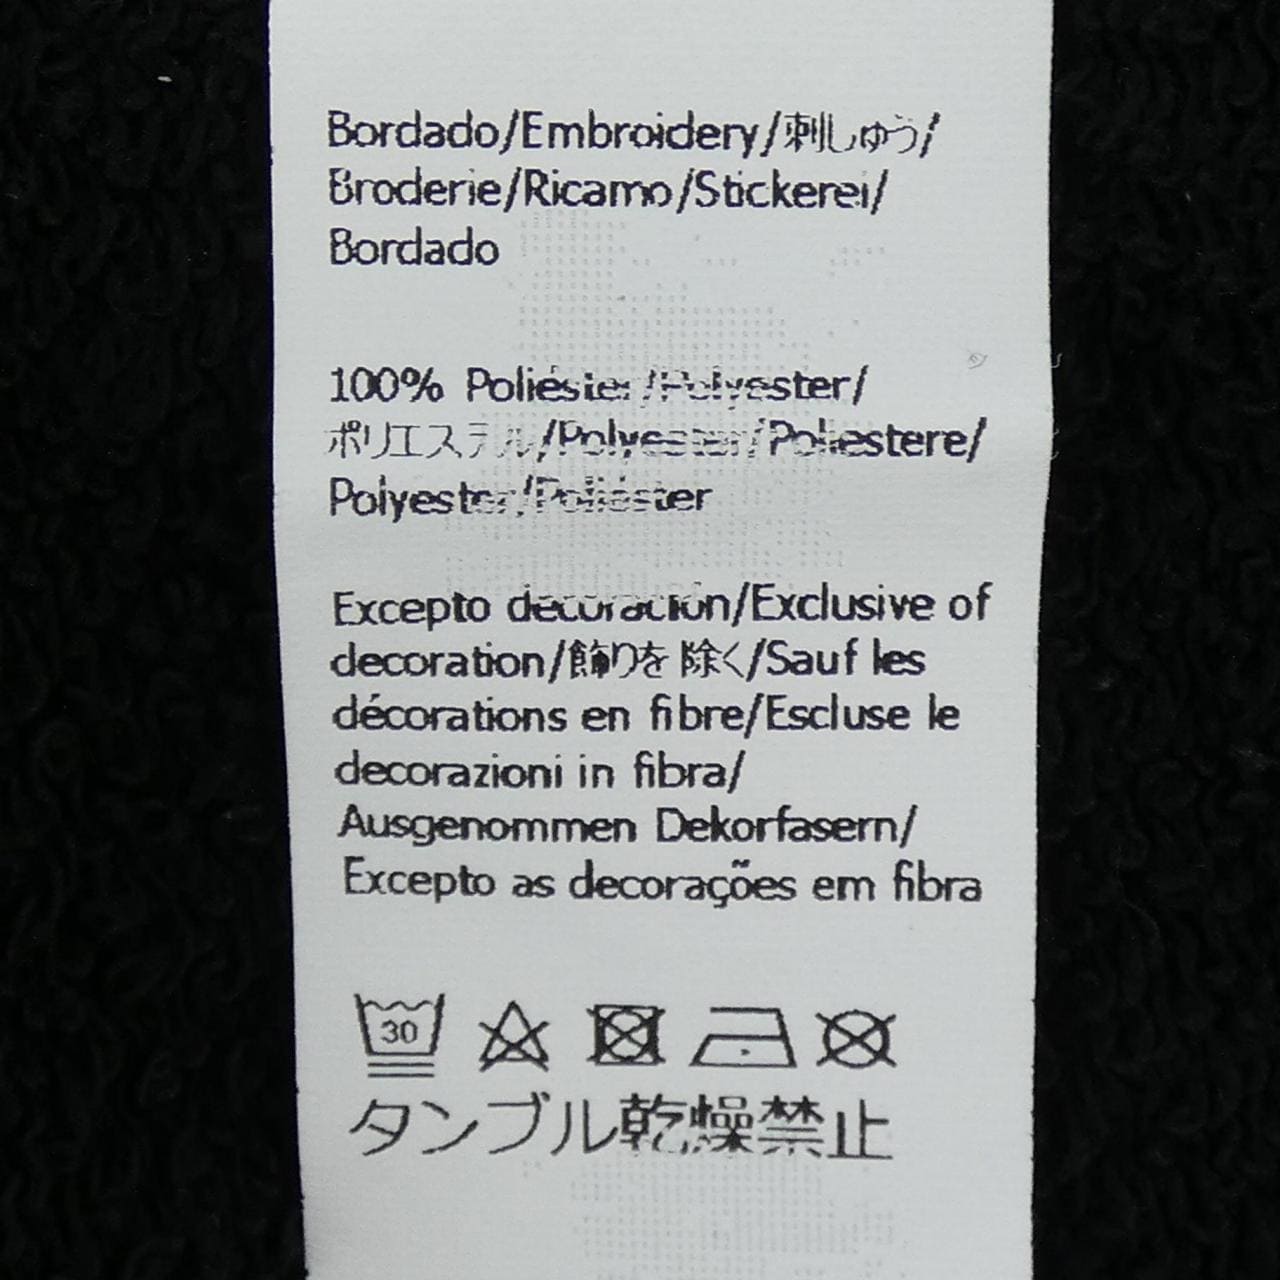 Bordado/Embroidery/刺しゅう/
Broderie/Ricamo/Stickerei/
Bordado
100% Poliéster/Polyester/
ポリエステル/Polyester/Poliestere/
Polyester/Poliéster
Excepto decoración/Exclusive of
decoration/飾りを除く/Sauf les
décorations en fibre/Escluse le
decorazioni in fibra/
Ausgenommen Dekorfasern/
Excepto as decorações em fibra
30
タンブル乾燥禁止